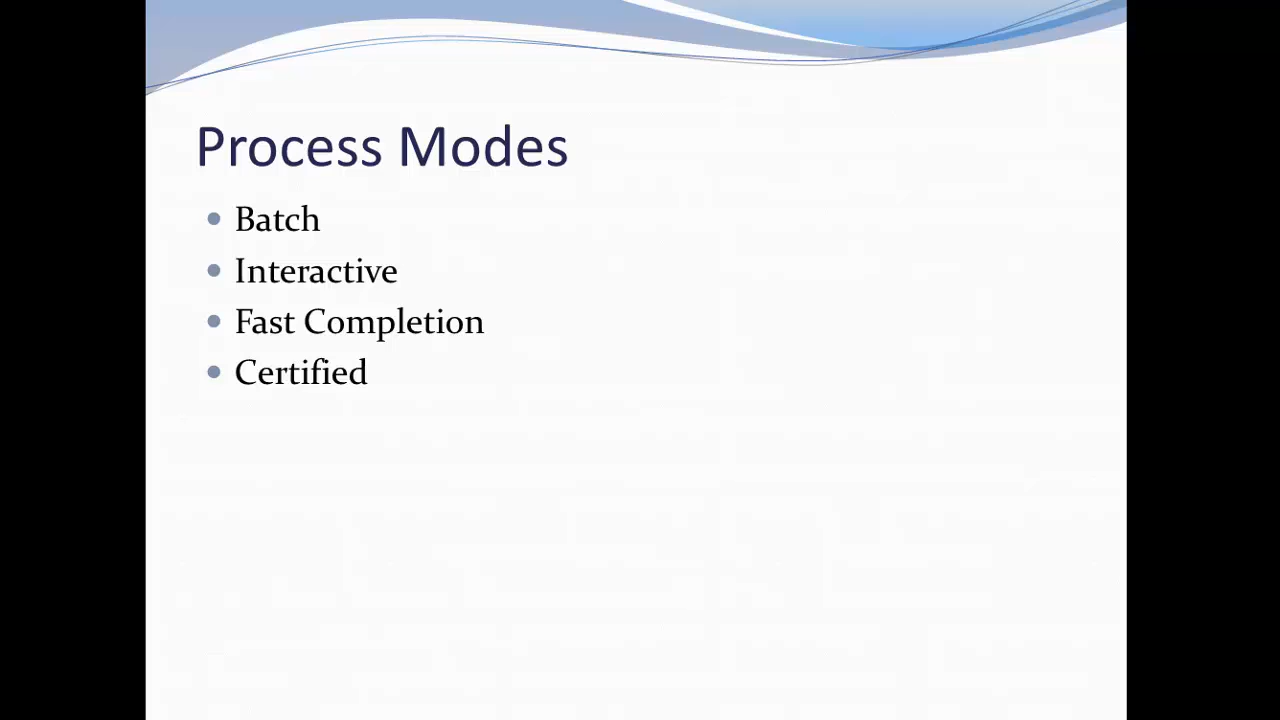 Process Modes
Batch
Interactive
Fast Completion
Certified